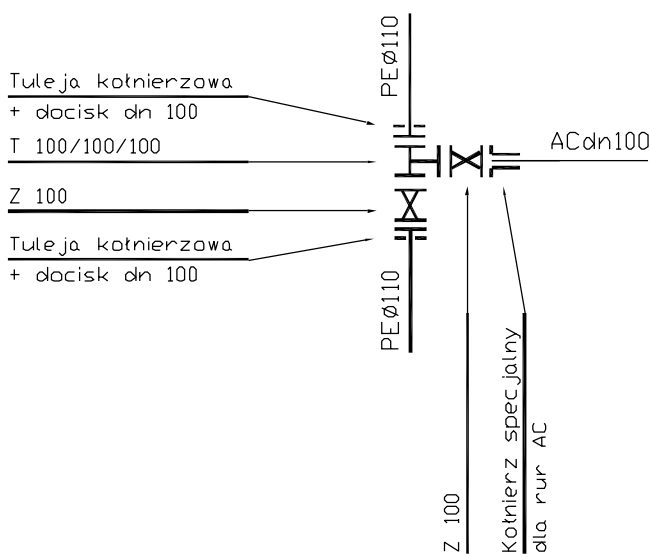 PEø110
Tuleja kołnierzowa
+ docisk dn 100
T 100/100/100
ACdn100
Z 100
Tuleja kołnierzowa
+ docisk dn 100
PEø110
Z 100
Kołnierz specjalny
dla rur AC